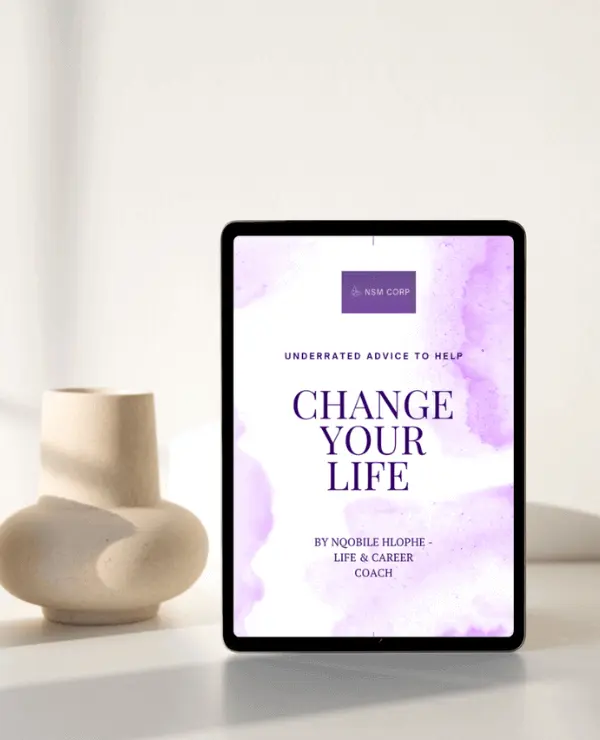 NSM CORP
UNDERRATED ADVICE TO HELP
CHANGE
YOUR
LIFE
BY NQOBILE HLOPHE -
LIFE & CAREER
COACH